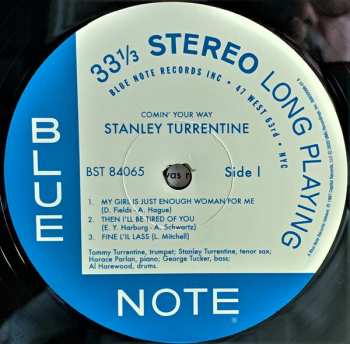 33 1/3 STEREO LONG PLAYING
BLUE NOTE RECORDS INC • 47 WEST 63rd • NYC
COMIN' YOUR WAY
STANLEY TURRENTINE
BST 84065
Side 1
1. MY GIRL IS JUST ENOUGH WOMAN FOR ME
(D. Fields - A. Hague)
2. THEN I'LL BE TIRED OF YOU
(E. Y. Harburg - A. Schwartz)
3. FINE L'IL LASS (L. Mitchell)
Tommy Turrentine, trumpet; Stanley Turrentine, tenor sax;
Horace Parlan, piano; George Tucker, bass;
Al Harewood, drums.
BLUE
NOTE
®